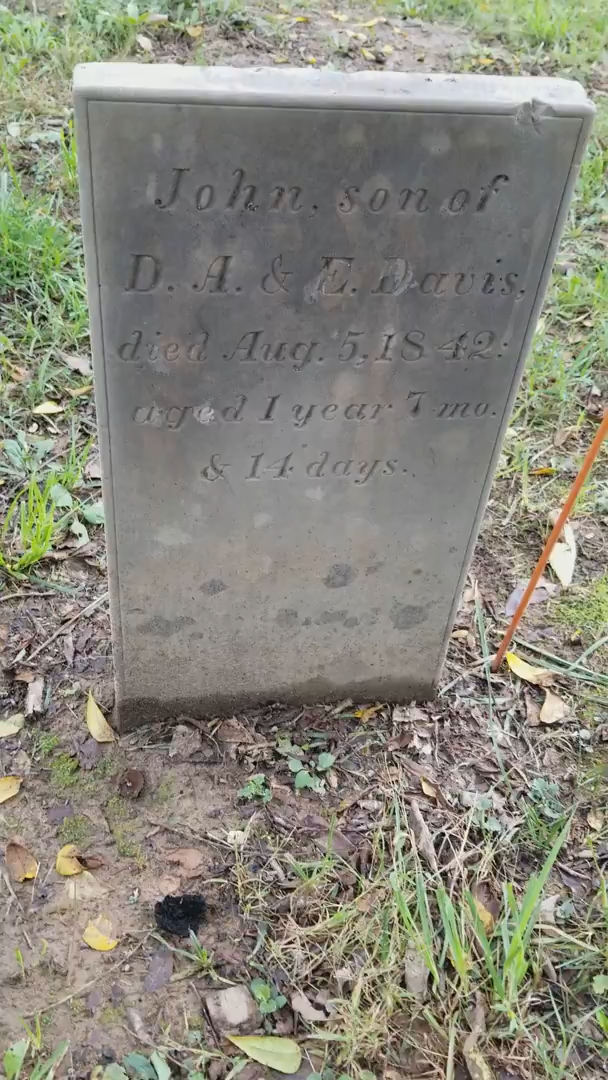 John, son of
D. A. & E. Davis,
died Aug. 5, 1842:
aged 1 year 7 mo.
& 14 days.